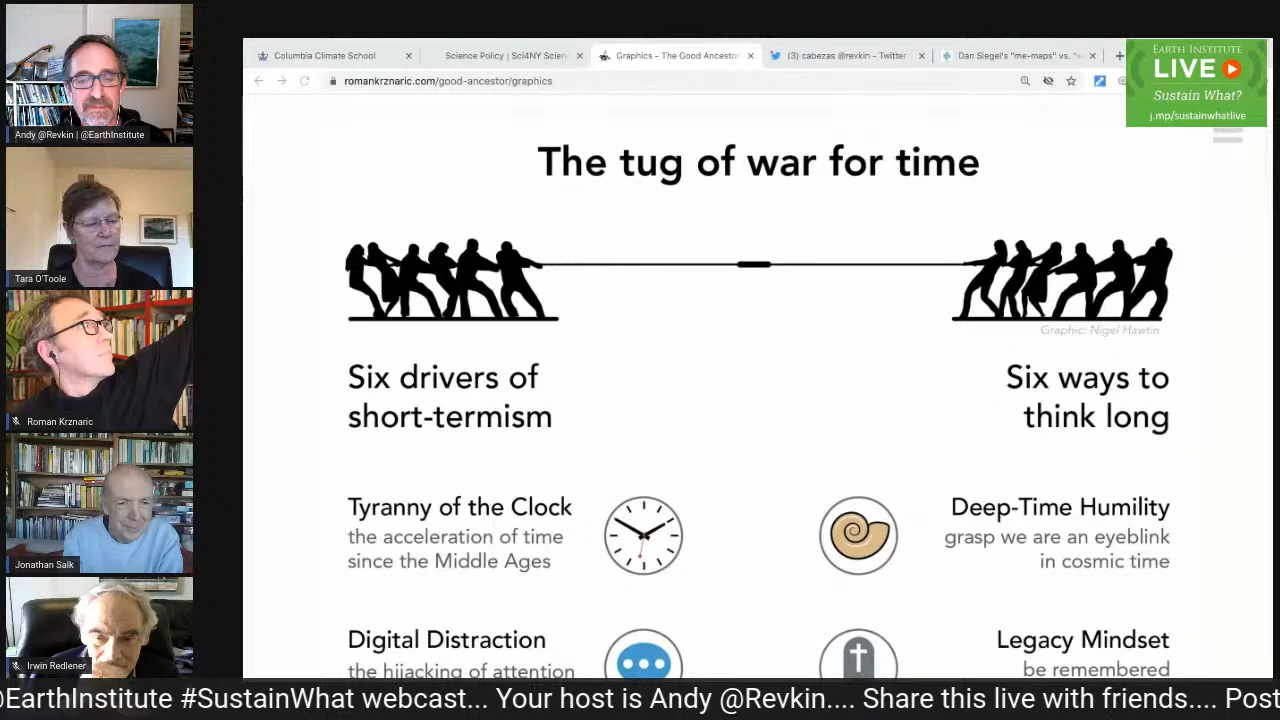 Andy @Revkin | @EarthInstitute
Tara O'Toole
Roman Krznaric
Jonathan Salk
Irwin Redlener
Columbia Climate School
Science Policy | Sci4NY Scien
Graphics - The Good Ancestor
(3) cabezas @revkin - Twitter
Dan Siegel's "me-maps" vs. "
romankrznaric.com/good-ancestor/graphics
EARTH INSTITUTE
LIVE
Sustain What?
j.mp/sustainwhatlive
The tug of war for time
Graphic: Nigel Hawtin
Six drivers of
short-termism
Six ways to
think long
Tyranny of the Clock
the acceleration of time
since the Middle Ages
Deep-Time Humility
grasp we are an eyeblink
in cosmic time
Digital Distraction
the hijacking of attention
Legacy Mindset
be remembered
@EarthInstitute #SustainWhat webcast... Your host is Andy @Revkin.... Share this live with friends.... Post